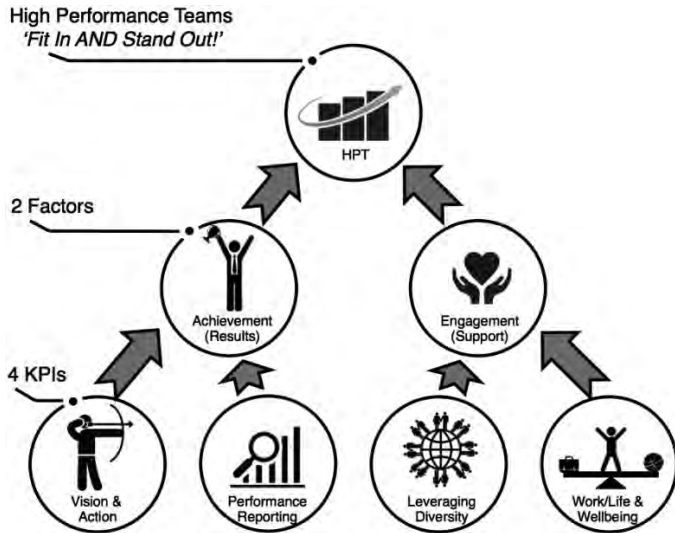 High Performance Teams
'Fit In AND Stand Out!'
HPT
2 Factors
Achievement
(Results)
Engagement
(Support)
4 KPIs
Vision &
Action
Performance
Reporting
Leveraging
Diversity
Work/Life &
Wellbeing